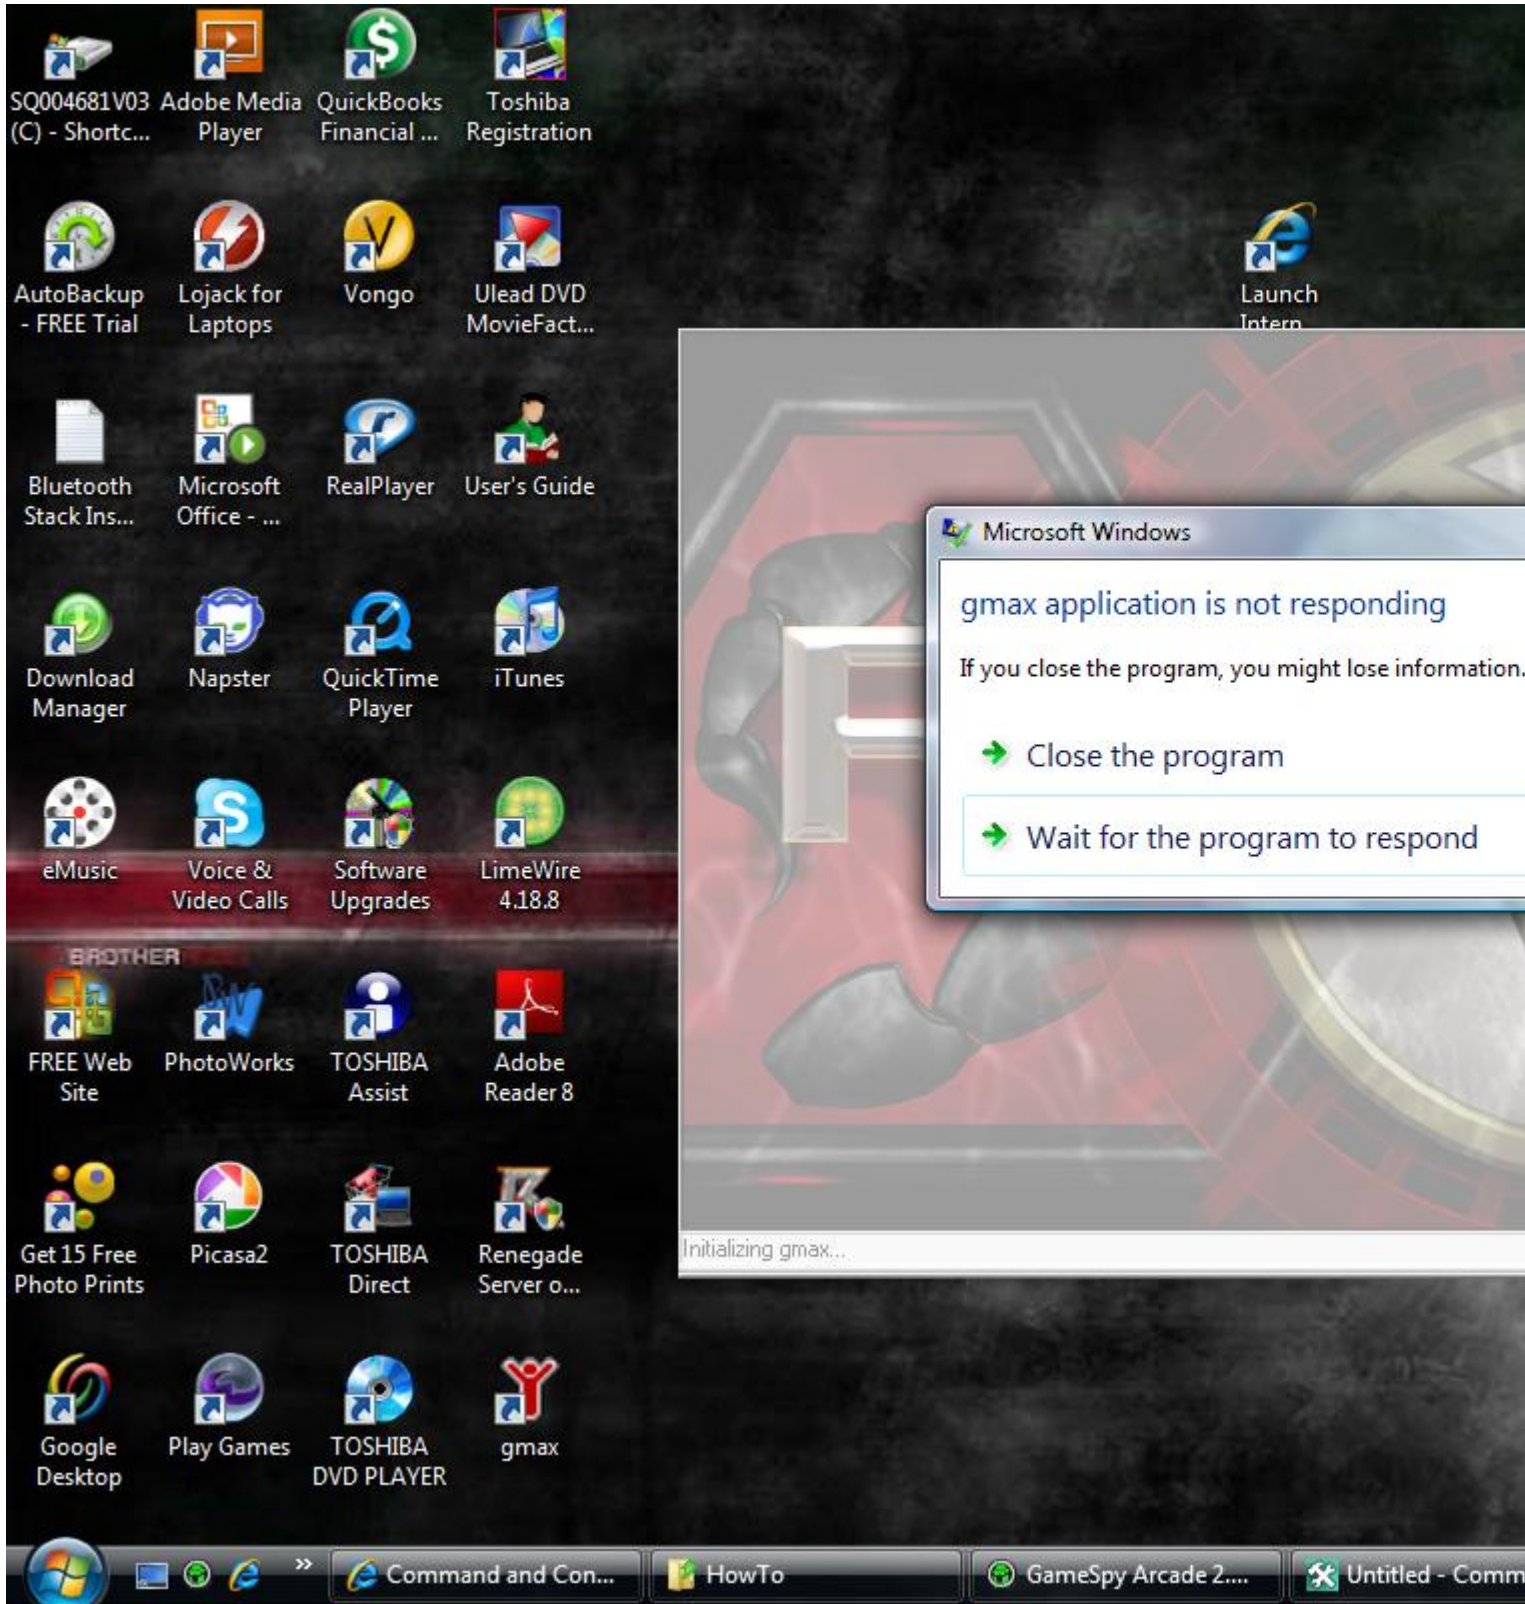 SQ004681V03
(C) - Shortc...
Adobe Media
Player
QuickBooks
Financial ...
Toshiba
Registration
AutoBackup
- FREE Trial
Lojack for
Laptops
Vongo
Ulead DVD
MovieFact...
Launch
Intern
Bluetooth
Stack Ins...
Microsoft
Office - ...
RealPlayer
User's Guide
Microsoft Windows
gmax application is not responding
If you close the program, you might lose information.
Close the program
Wait for the program to respond
Download
Manager
Napster
QuickTime
Player
iTunes
eMusic
Voice &
Video Calls
Software
Upgrades
LimeWire
4.18.8
BROTHER
FREE Web
Site
PhotoWorks
TOSHIBA
Assist
Adobe
Reader 8
Get 15 Free
Photo Prints
Picasa2
TOSHIBA
Direct
Renegade
Server o...
Initializing gmax...
Google
Desktop
Play Games
TOSHIBA
DVD PLAYER
gmax
Command and Con...
HowTo
GameSpy Arcade 2....
Untitled - Comm